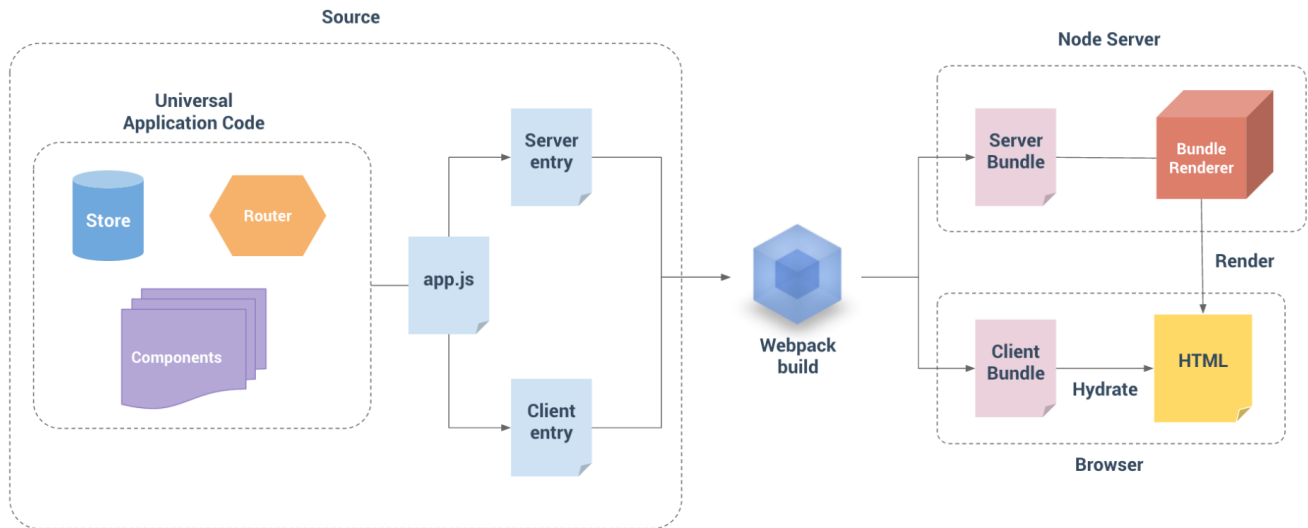 Source
Universal
Application Code
Store
Router
Components
app.js
Server
entry
Client
entry
Webpack
build
Node Server
Server
Bundle
Bundle
Renderer
Render
Client
Bundle
Hydrate
HTML
Browser